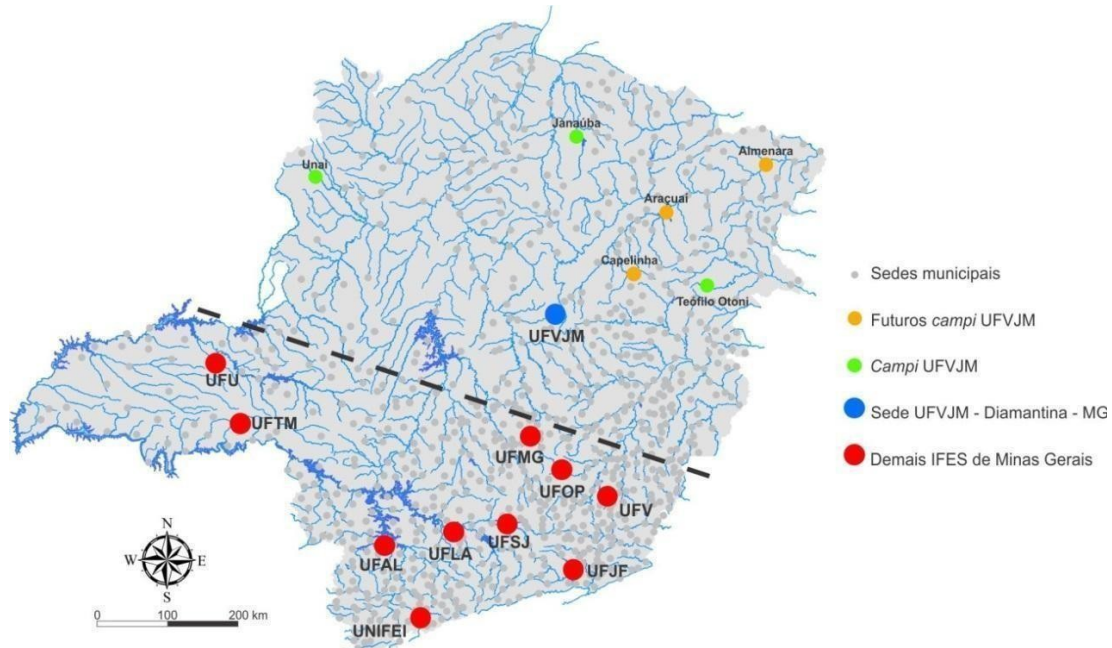 Janaúba
Almenara
Unaí
Araçuaí
Capelinha
Teófilo Otoni
UFVJM
UFU
UFTM
UFMG
UFOP
UFV
UFSJ
UFLA
UFAL
UFJF
UNIFEI
Sedes municipais
Futuros campi UFVJM
Campi UFVJM
Sede UFVJM - Diamantina - MG
Demais IFES de Minas Gerais
N
W E
S
0 100 200 km